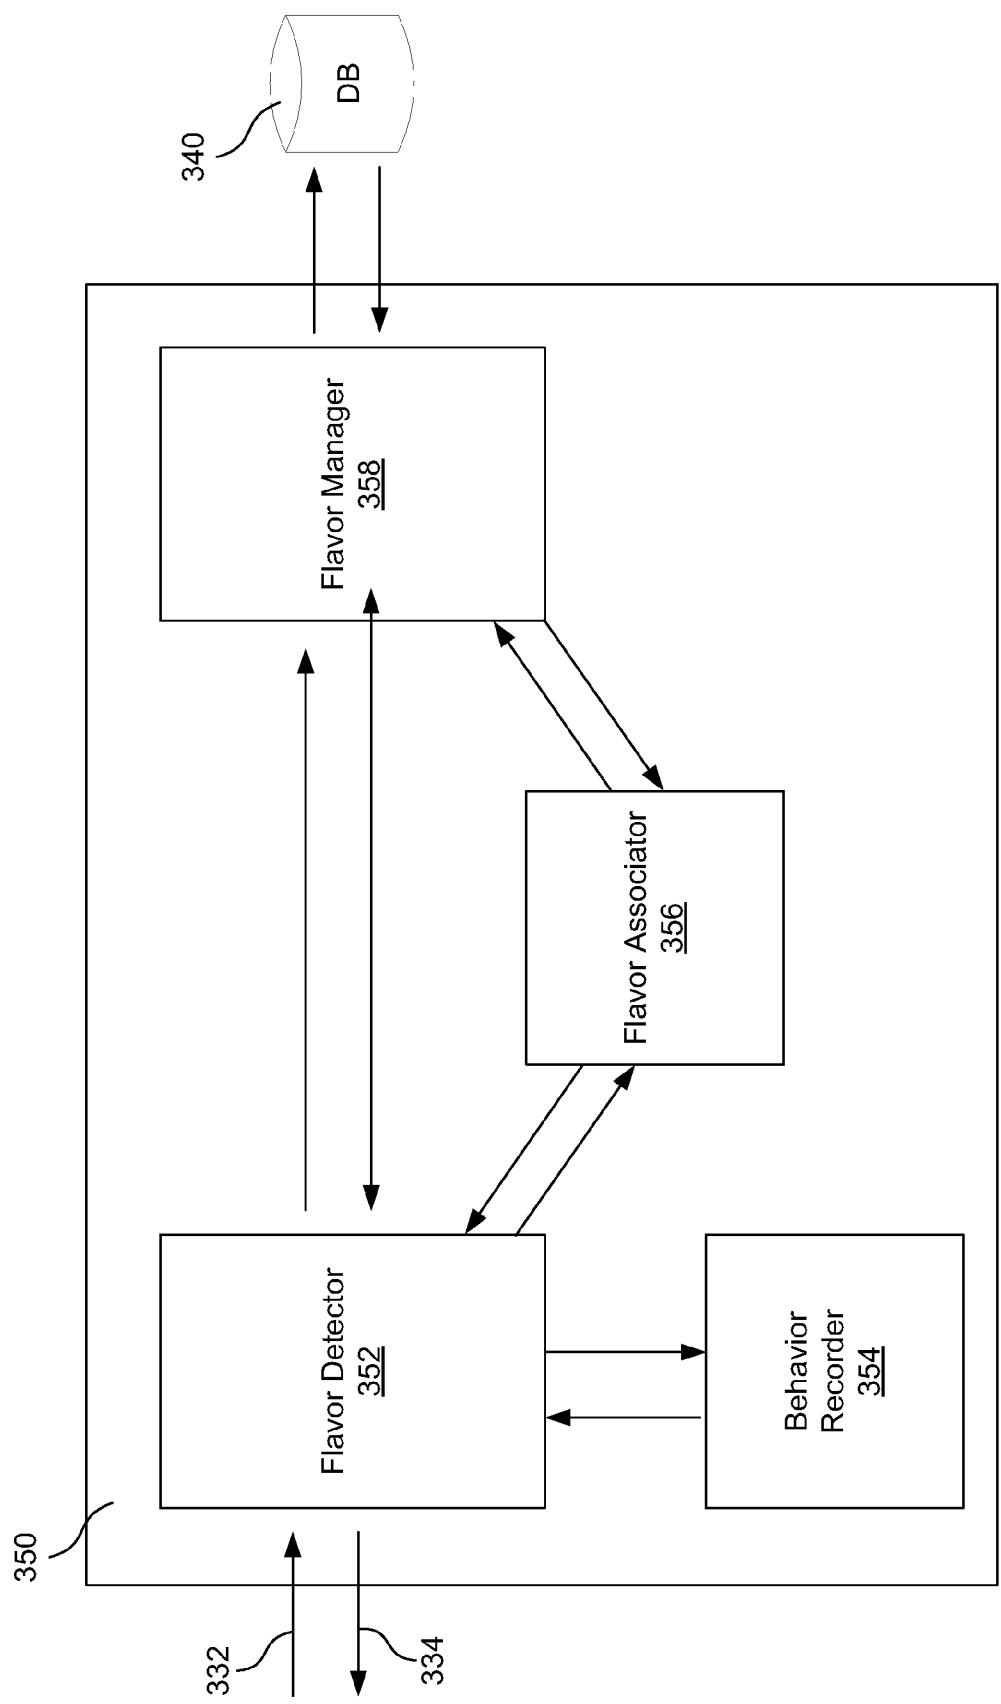 350
332
334
Flavor Detector
352
Behavior
Recorder
354
Flavor Associator
356
Flavor Manager
358
340
DB